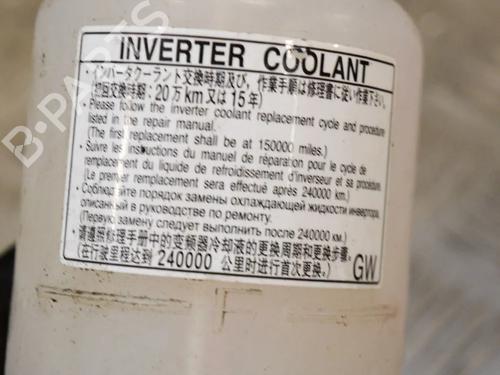 INVERTER COOLANT
・インバータクーラント交換時期及び、作業手順は修理書に従い作業下さい。
(初回交換時期：20万km又は15年)
・Please follow the inverter coolant replacement cycle and procedure
listed in the repair manual.
(The first replacement shall be at 150000 miles.)
・Suivre les instructions du manuel de réparation pour le cycle de
remplacement du liquide de refroidissement d'inverseur et sa procédure.
(Le premier remplacement sera effectué après 240000 km.)
・Соблюдайте порядок замены охлаждающей жидкости инвертора,
описанный в руководстве по ремонту.
(Первую замену следует выполнить после 240000 км.)
・请遵照修理手册中的变频器冷却液的更换周期和更换步骤。
(在行驶里程达到 240000 公里时进行首次更换。)
GW
F
B-PARTS